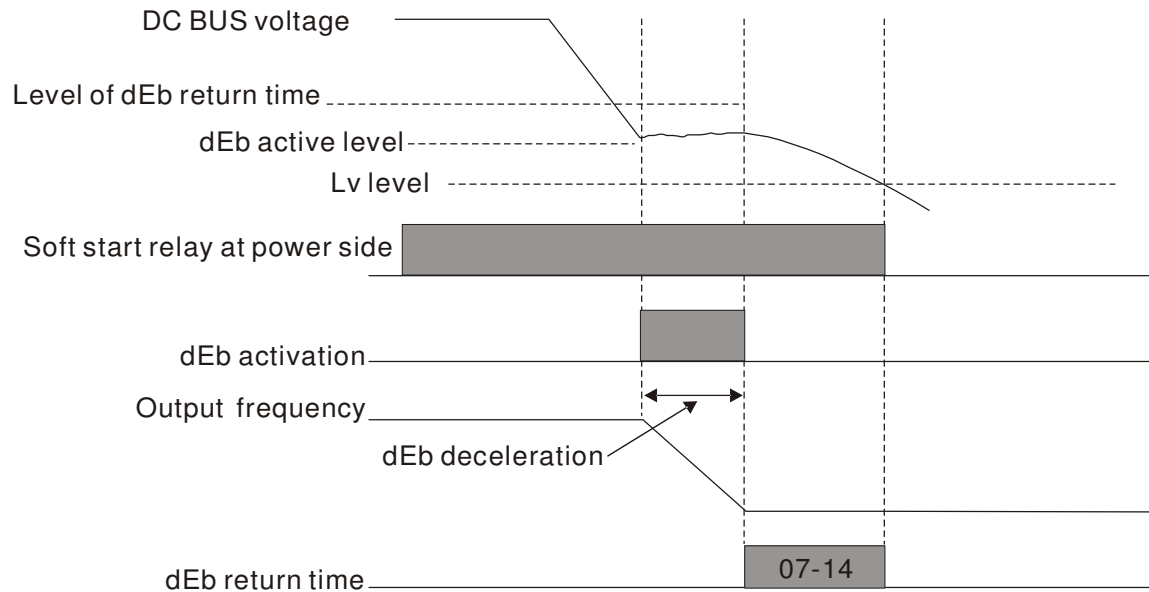 DC BUS voltage
Level of dEb return time
dEb active level
Lv level
Soft start relay at power side
dEb activation
Output frequency
dEb deceleration
07-14
dEb return time